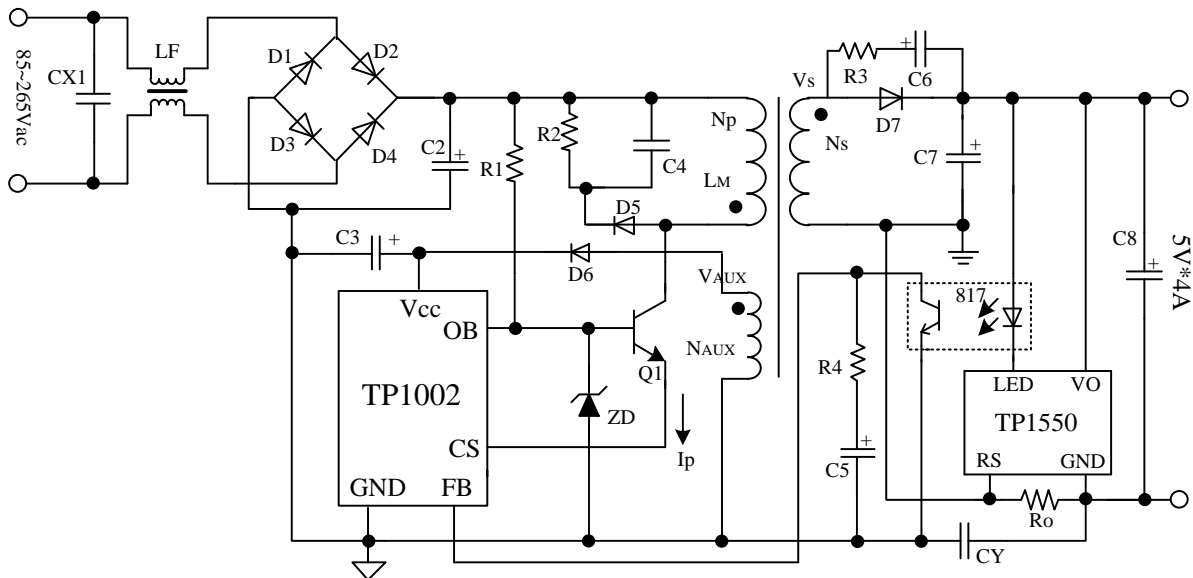 85~265Vac
CX1
LF
D1
D2
D3
D4
C2
R1
R2
C4
Np
LM
D5
C3
D6
VAUX
NAUX
Vs
Ns
R3
C6
D7
C7
C8
5V*4A
Vcc
OB
TP1002
CS
GND
FB
Q1
ZD
Ip
817
R4
C5
LED
VO
TP1550
RS
GND
Ro
CY